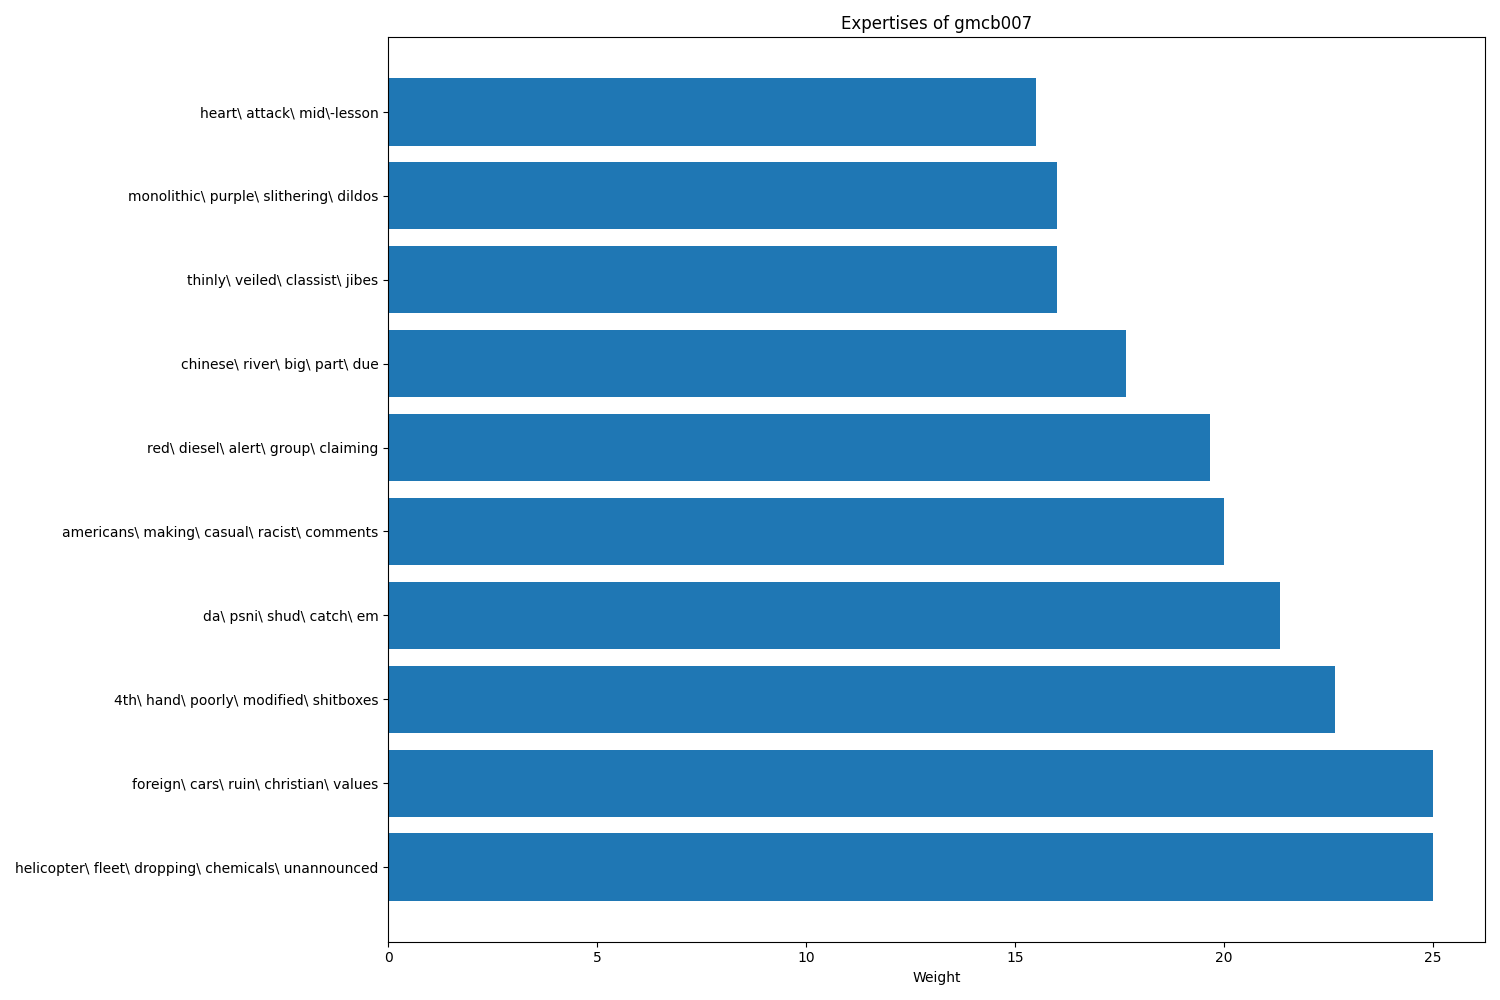 Expertises of gmcb007
heart\ attack\ mid\-lesson
monolithic\ purple\ slithering\ dildos
thinly\ veiled\ classist\ jibes
chinese\ river\ big\ part\ due
red\ diesel\ alert\ group\ claiming
americans\ making\ casual\ racist\ comments
da\ psni\ shud\ catch\ em
4th\ hand\ poorly\ modified\ shitboxes
foreign\ cars\ ruin\ christian\ values
helicopter\ fleet\ dropping\ chemicals\ unannounced
0 5 10 15 20 25
Weight